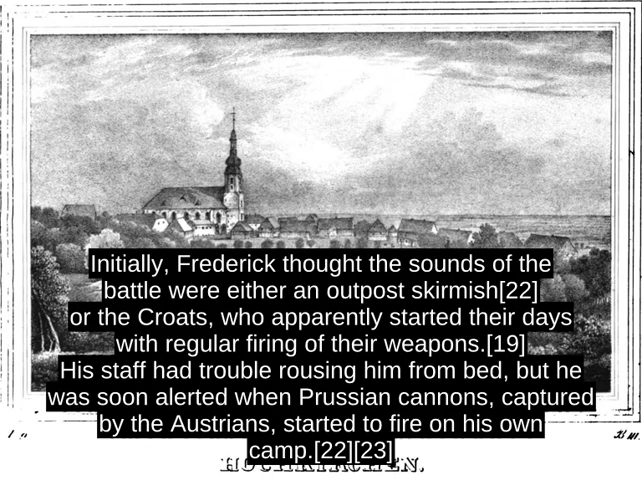 Initially, Frederick thought the sounds of the
battle were either an outpost skirmish[22]
or the Croats, who apparently started their days
with regular firing of their weapons.[19]
His staff had trouble rousing him from bed, but he
was soon alerted when Prussian cannons, captured
by the Austrians, started to fire on his own
camp.[22][23]
HOCHKIRCHEN.